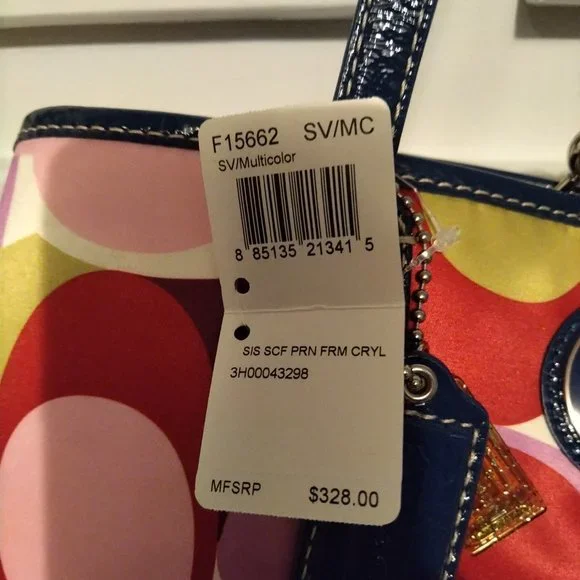 F15662 SV/MC
SV/Multicolor
8 85135 21341 5
SIS SCF PRN FRM CRYL
3H00043298
MFSRP $328.00